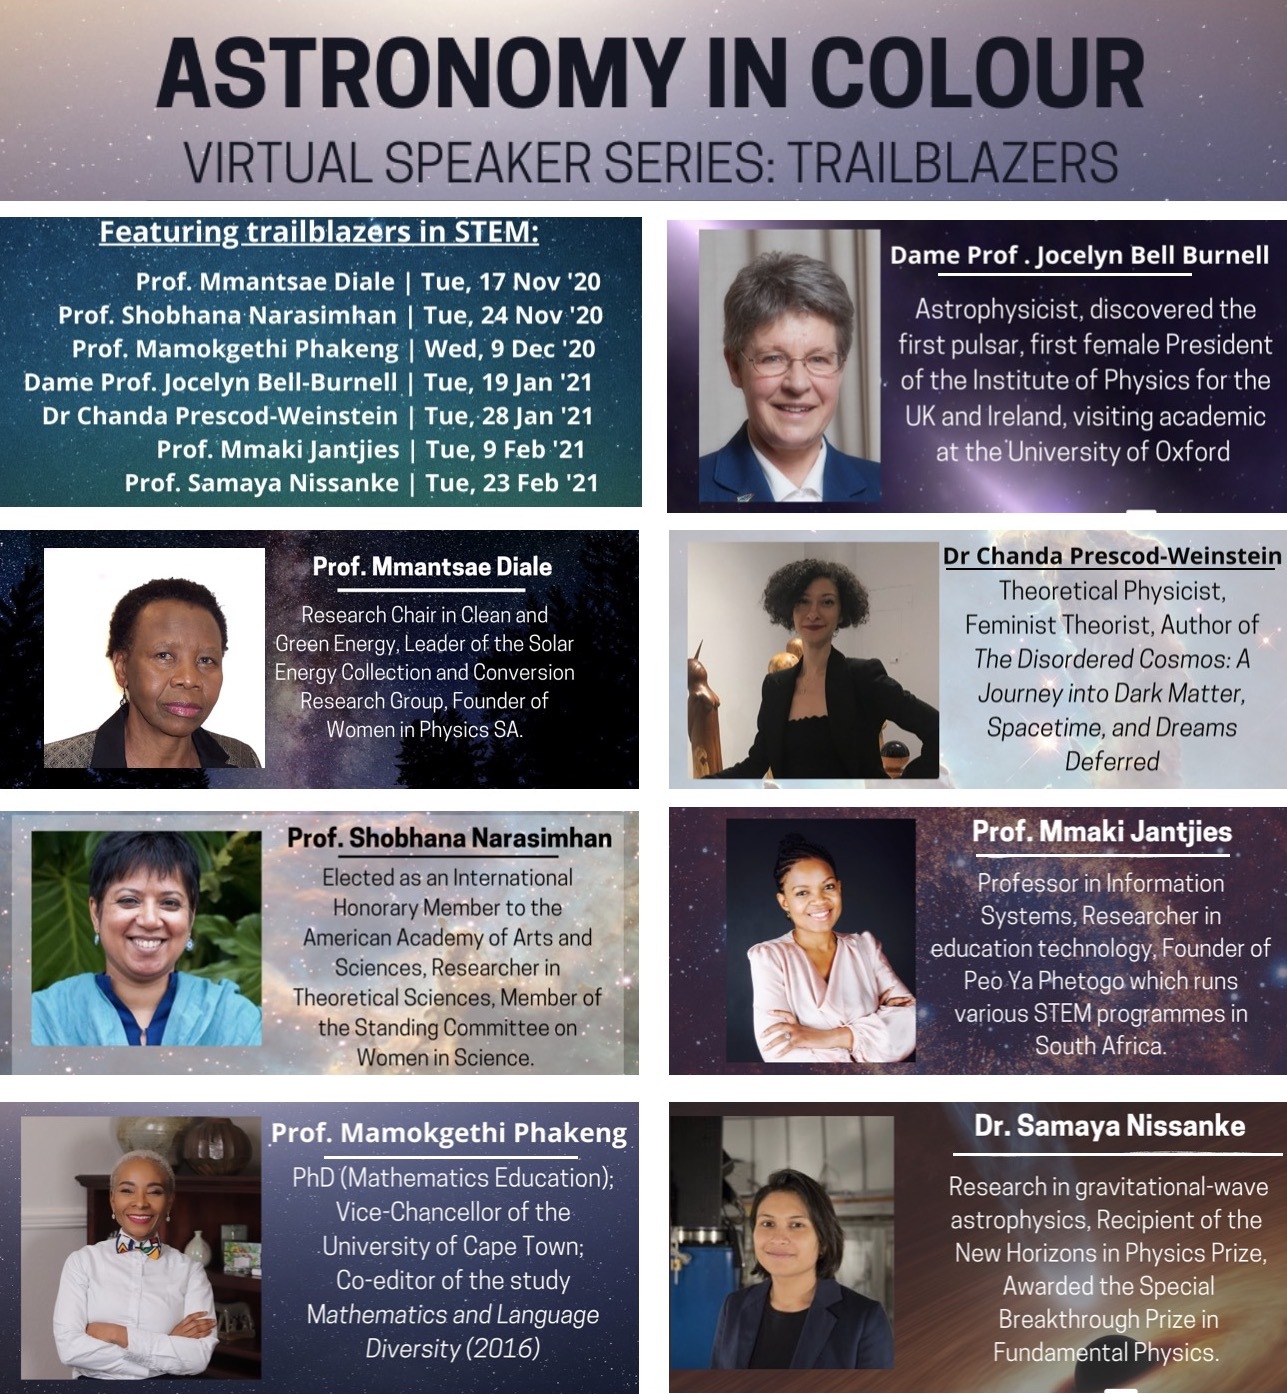 ASTRONOMY IN COLOUR
VIRTUAL SPEAKER SERIES: TRAILBLAZERS
Featuring trailblazers in STEM:
Prof. Mmantsae Diale | Tue, 17 Nov '20
Prof. Shobhana Narasimhan | Tue, 24 Nov '20
Prof. Mamokgethi Phakeng | Wed, 9 Dec '20
Dame Prof. Jocelyn Bell-Burnell | Tue, 19 Jan '21
Dr Chanda Prescod-Weinstein | Tue, 28 Jan '21
Prof. Mmaki Jantjies | Tue, 9 Feb '21
Prof. Samaya Nissanke | Tue, 23 Feb '21
Dame Prof . Jocelyn Bell Burnell
Astrophysicist, discovered the
first pulsar, first female President
of the Institute of Physics for the
UK and Ireland, visiting academic
at the University of Oxford
Prof. Mmantsae Diale
Research Chair in Clean and
Green Energy, Leader of the Solar
Energy Collection and Conversion
Research Group, Founder of
Women in Physics SA.
Dr Chanda Prescod-Weinstein
Theoretical Physicist,
Feminist Theorist, Author of
The Disordered Cosmos: A
Journey into Dark Matter,
Spacetime, and Dreams
Deferred
Prof. Shobhana Narasimhan
Elected as an International
Honorary Member to the
American Academy of Arts and
Sciences, Researcher in
Theoretical Sciences, Member of
the Standing Committee on
Women in Science.
Prof. Mmaki Jantjies
Professor in Information
Systems, Researcher in
education technology, Founder of
Peo Ya Phetogo which runs
various STEM programmes in
South Africa.
Prof. Mamokgethi Phakeng
PhD (Mathematics Education);
Vice-Chancellor of the
University of Cape Town;
Co-editor of the study
Mathematics and Language
Diversity (2016)
Dr. Samaya Nissanke
Research in gravitational-wave
astrophysics, Recipient of the
New Horizons in Physics Prize,
Awarded the Special
Breakthrough Prize in
Fundamental Physics.